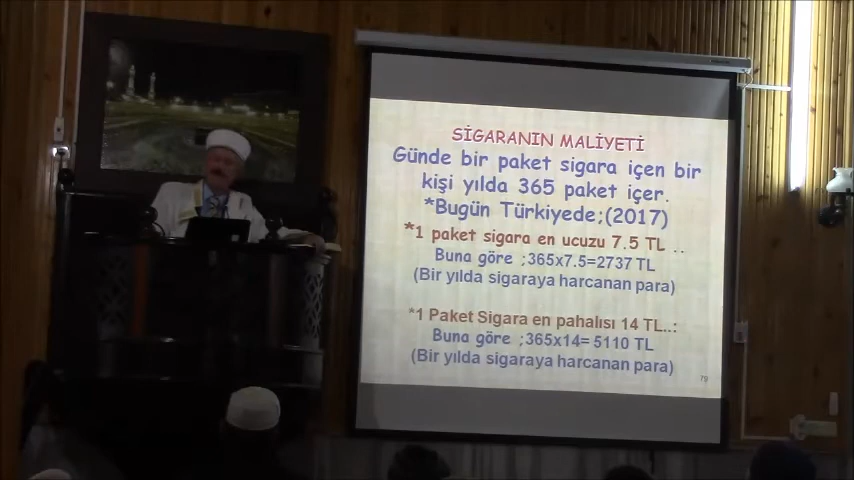 SİGARANIN MALİYETİ
Günde bir paket sigara içen bir
kişi yılda 365 paket içer.
*Bugün Türkiyede;(2017)
*1 paket sigara en ucuzu 7.5 TL ..
Buna göre ;365x7.5=2737 TL
(Bir yılda sigaraya harcanan para)
*1 Paket Sigara en pahalısı 14 TL..:
Buna göre ;365x14= 5110 TL
(Bir yılda sigaraya harcanan para)
79